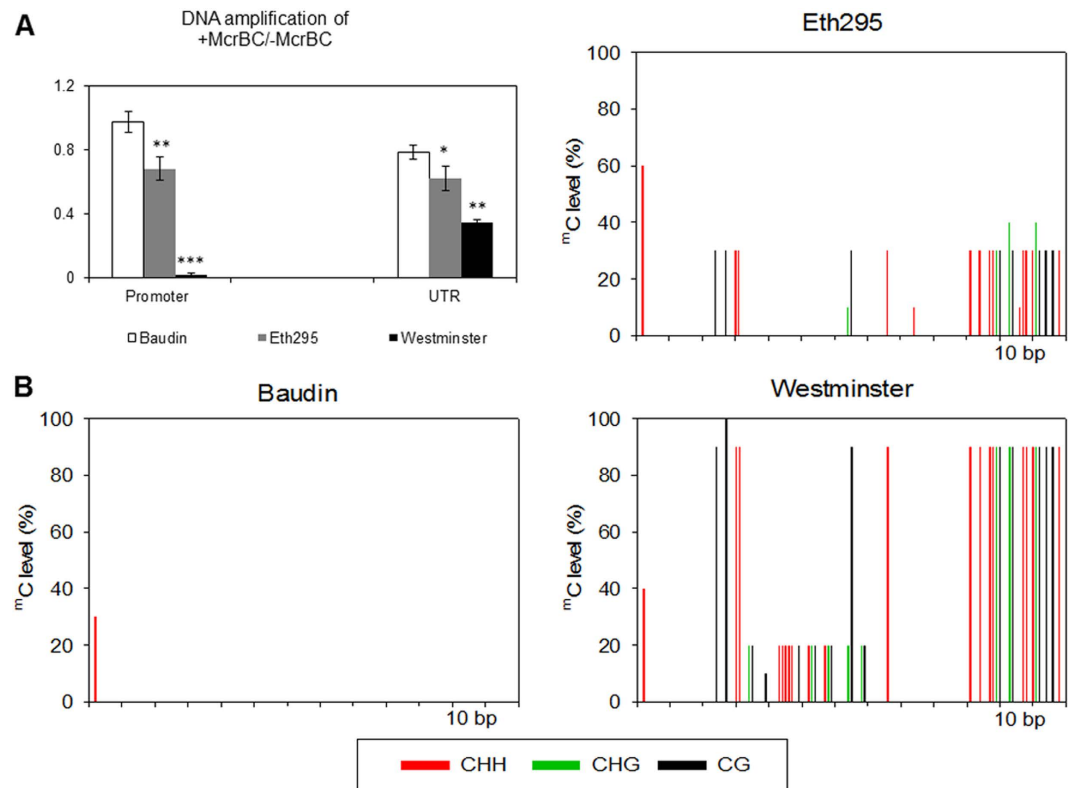 A
DNA amplification of
+McrBC/-McrBC
1.2
0.8
0.4
0
**
***
*
**
Promoter
UTR
Baudin
Eth295
Westminster
Eth295
100
80
60
40
20
0
mC level (%)
10 bp
B
Baudin
100
80
60
40
20
0
mC level (%)
10 bp
Westminster
100
80
60
40
20
0
mC level (%)
10 bp
CHH
CHG
CG